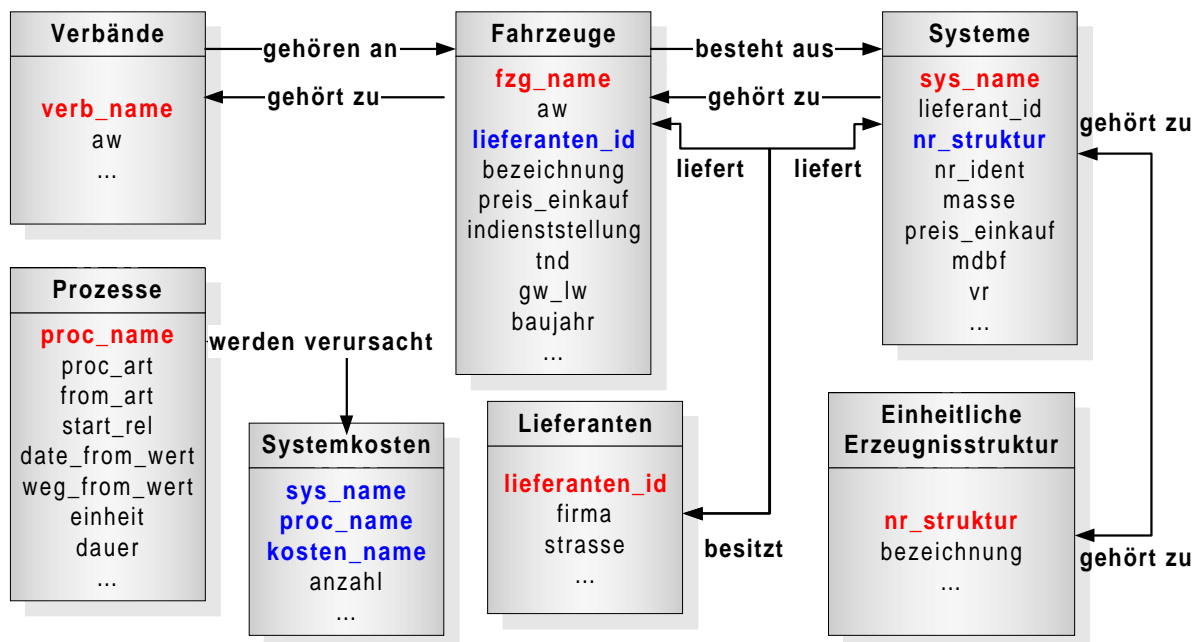 Verbände
verb_name
aw
...
gehören an
gehört zu
Fahrzeuge
fzg_name
aw
lieferanten_id
bezeichnung
preis_einkauf
indienststellung
tnd
gw_lw
baujahr
...
besteht aus
gehört zu
liefert
liefert
Systeme
sys_name
lieferant_id
nr_struktur
nr_ident
masse
preis_einkauf
mdbf
vr
...
gehört zu
Prozesse
proc_name
proc_art
from_art
start_rel
date_from_wert
weg_from_wert
einheit
dauer
...
werden verursacht
Systemkosten
sys_name
proc_name
kosten_name
anzahl
...
Lieferanten
lieferanten_id
firma
strasse
...
besitzt
Einheitliche
Erzeugnisstruktur
nr_struktur
bezeichnung
...
gehört zu